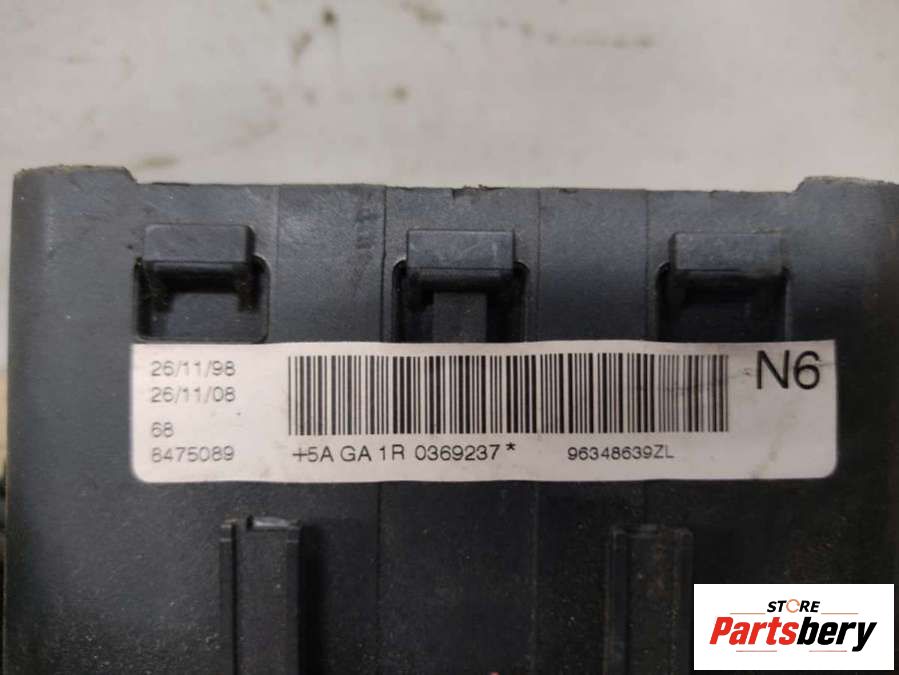 26/11/98
26/11/08
68
6475089
+5A GA 1R 0369237*
96348639ZL
N6
STORE
Partsbery